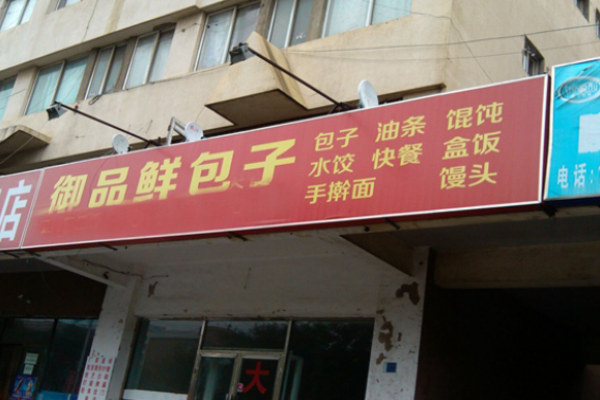 店
御品鲜包子
包子 油条 馄饨
水饺 快餐 盒饭
手擀面 馒头
电话:
大